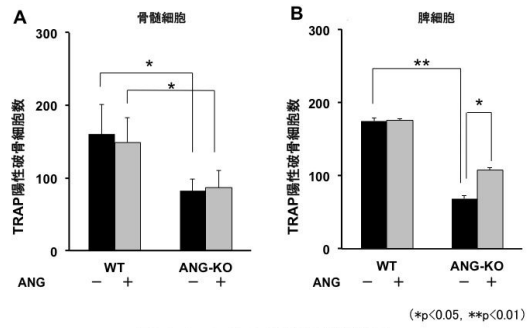 A
骨髄細胞
TRAP陽性破骨細胞数
300
200
100
0
*
*
WT
ANG-KO
ANG
− + − +
B
脾細胞
TRAP陽性破骨細胞数
300
200
100
0
**
*
WT
ANG-KO
ANG
− + − +
(*p<0.05, **p<0.01)